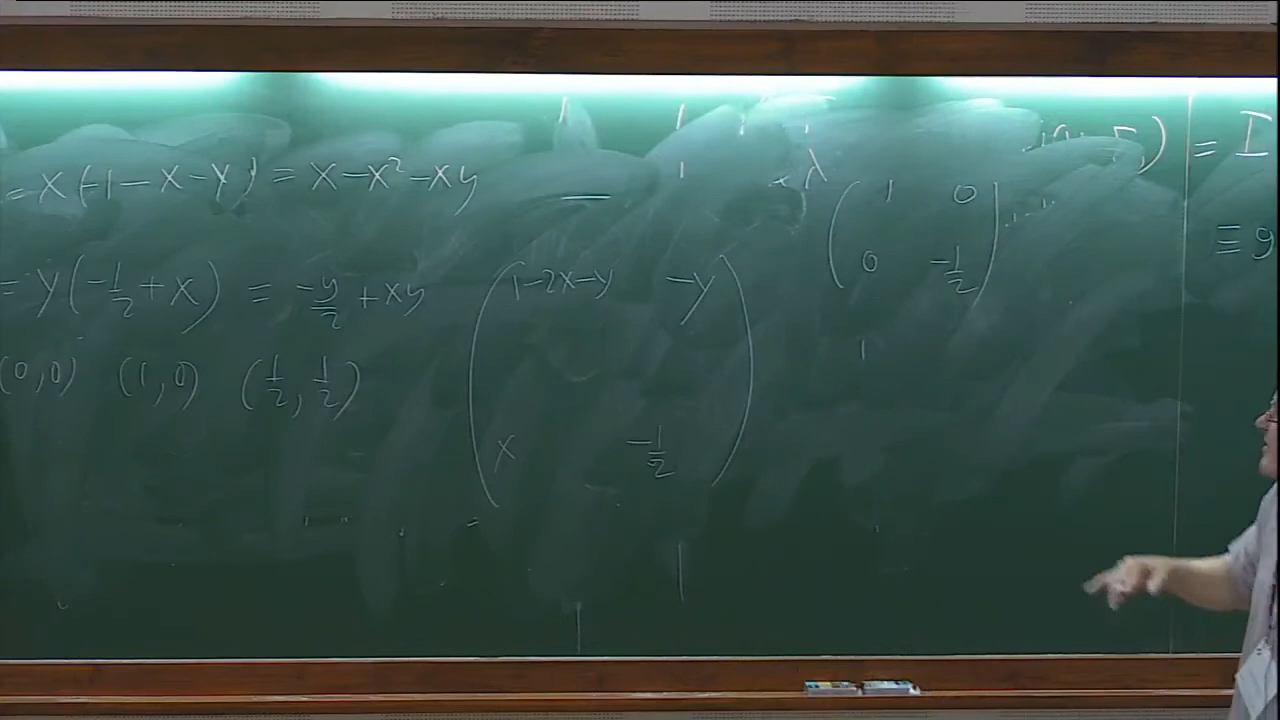 = x(1-x-y) = x-x²-xy
= y(-1/2+x) = -y/2+xy
(0,0) (1,0) (1/2,1/2)
( 1-2x-y -y
x -1/2 )
λ
( 1 0
0 -1/2 )
) = I
≡ g